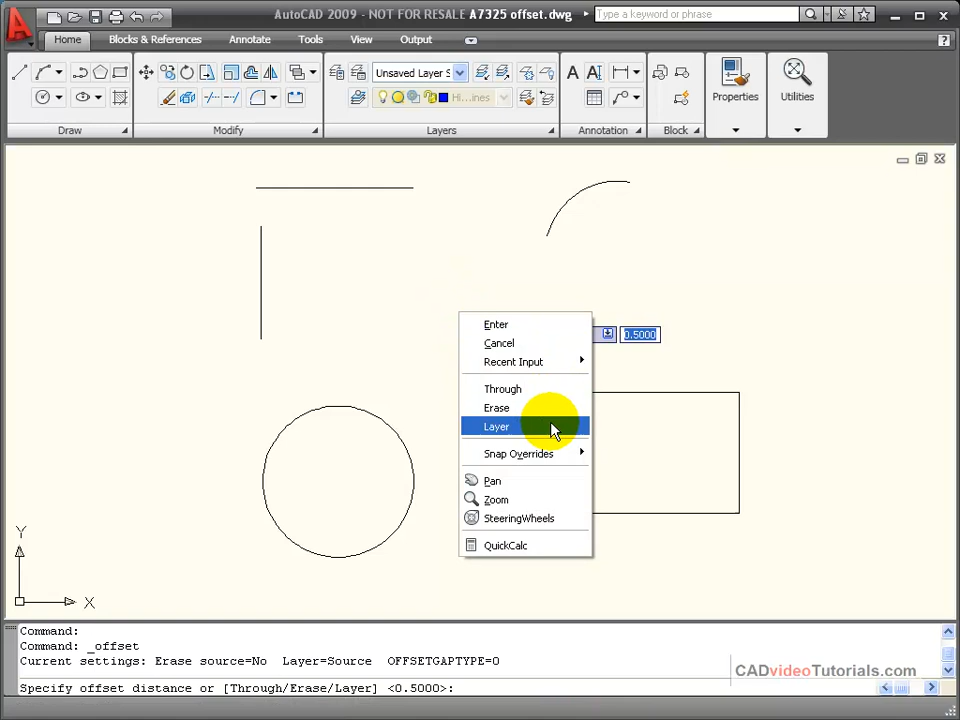 AutoCAD 2009 - NOT FOR RESALE A7325 offset.dwg
Type a keyword or phrase
Home Blocks & References Annotate Tools View Output
Unsaved Layer S
Properties Utilities
Draw Modify Layers Annotation Block
Enter
Cancel
0.5000
Recent Input
Through
Erase
Layer
Snap Overrides
Pan
Zoom
SteeringWheels
QuickCalc
Y
X
Command:
Command: _offset
Current settings: Erase source=No Layer=Source OFFSETGAPTYPE=0
CADvideoTutorials.com
Specify offset distance or [Through/Erase/Layer] <0.5000>: